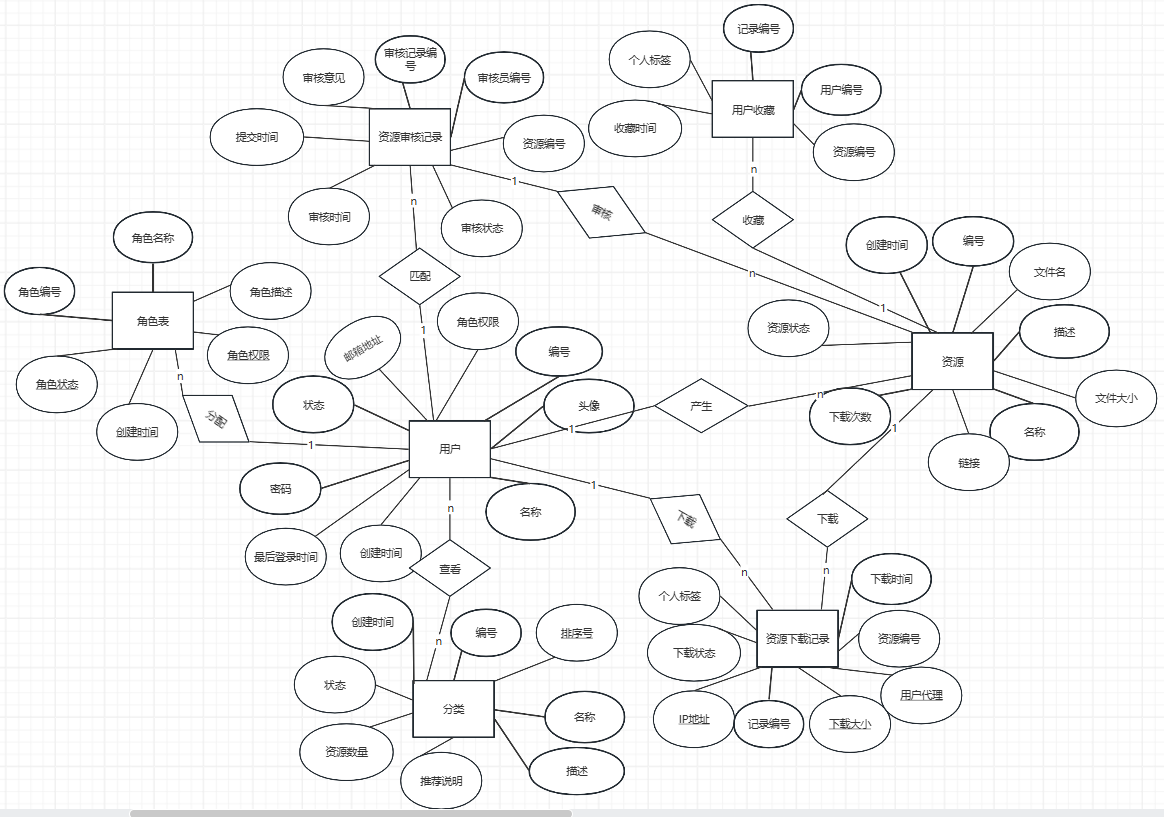 记录编号
审核记录编
号
个人标签
审核意见
审核员编号
用户编号
用户收藏
收藏时间
提交时间
资源审核记录
资源编号
资源编号
n
1
n
审核时间
审核状态
审核
收藏
角色名称
创建时间
编号
匹配
n
文件名
角色编号
角色描述
1
角色表
角色权限
邮箱地址
1
资源状态
描述
编号
角色权限
资源
n
角色状态
状态
头像
产生
n
下载次数
文件大小
分配
1
创建时间
1
用户
1
名称
链接
密码
1
名称
n
下载
下载
最后登录时间
创建时间
查看
n
n
下载时间
个人标签
创建时间
编号
排序号
n
资源下载记录
资源编号
下载状态
状态
用户代理
分类
名称
IP地址
记录编号
下载大小
资源数量
描述
推荐说明